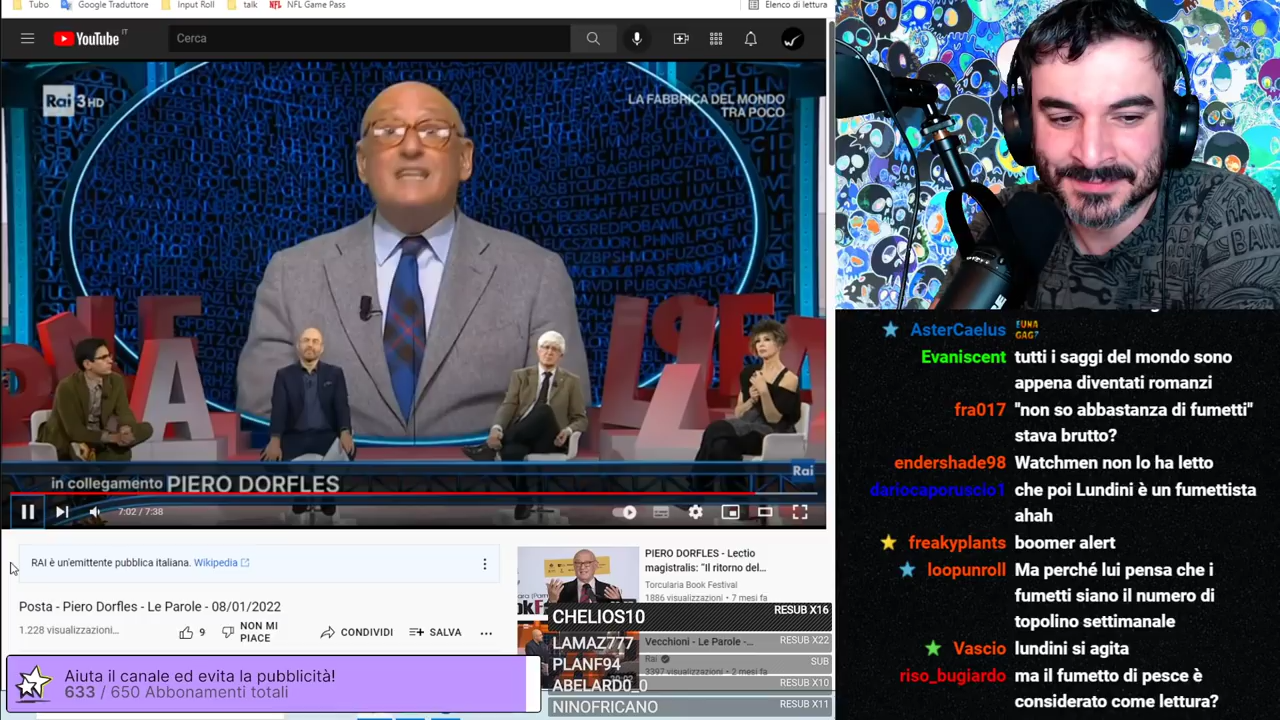 Tubo
Google Traduttore
Input Roll
talk
NFL Game Pass
Elenco di lettura
YouTube IT
Cerca
Rai 3HD
LA FABBRICA DEL MONDO
TRA POCO
in collegamento PIERO DORFLES
Rai
7:02 / 7:38
RAI è un'emittente pubblica italiana. Wikipedia
Posta - Piero Dorfles - Le Parole - 08/01/2022
1.228 visualizzazioni...
9
NON MI
PIACE
CONDIVIDI
SALVA
PIERO DORFLES - Lectio
magistralis: "Il ritorno del...
Torcularia Book Festival
1886 visualizzazioni • 7 mesi fa
Vecchioni - Le Parole -...
Rai
3397 visualizzazioni • 2 mesi fa
CHELIOS10 RESUB X16
LAMAZ777 RESUB X22
PLANF94 SUB
ABELARD0_0 RESUB X10
NINOFRICANO RESUB X11
Aiuta il canale ed evita la pubblicità!
633 / 650 Abbonamenti totali
AsterCaelus
Evaniscent tutti i saggi del mondo sono
appena diventati romanzi
fra017 "non so abbastanza di fumetti"
stava brutto?
endershade98 Watchmen non lo ha letto
dariocaporuscio1 che poi Lundini è un fumettista
ahah
freakyplants boomer alert
loopunroll Ma perché lui pensa che i
fumetti siano il numero di
topolino settimanale
Vascio lundini si agita
riso_bugiardo ma il fumetto di pesce è
considerato come lettura?